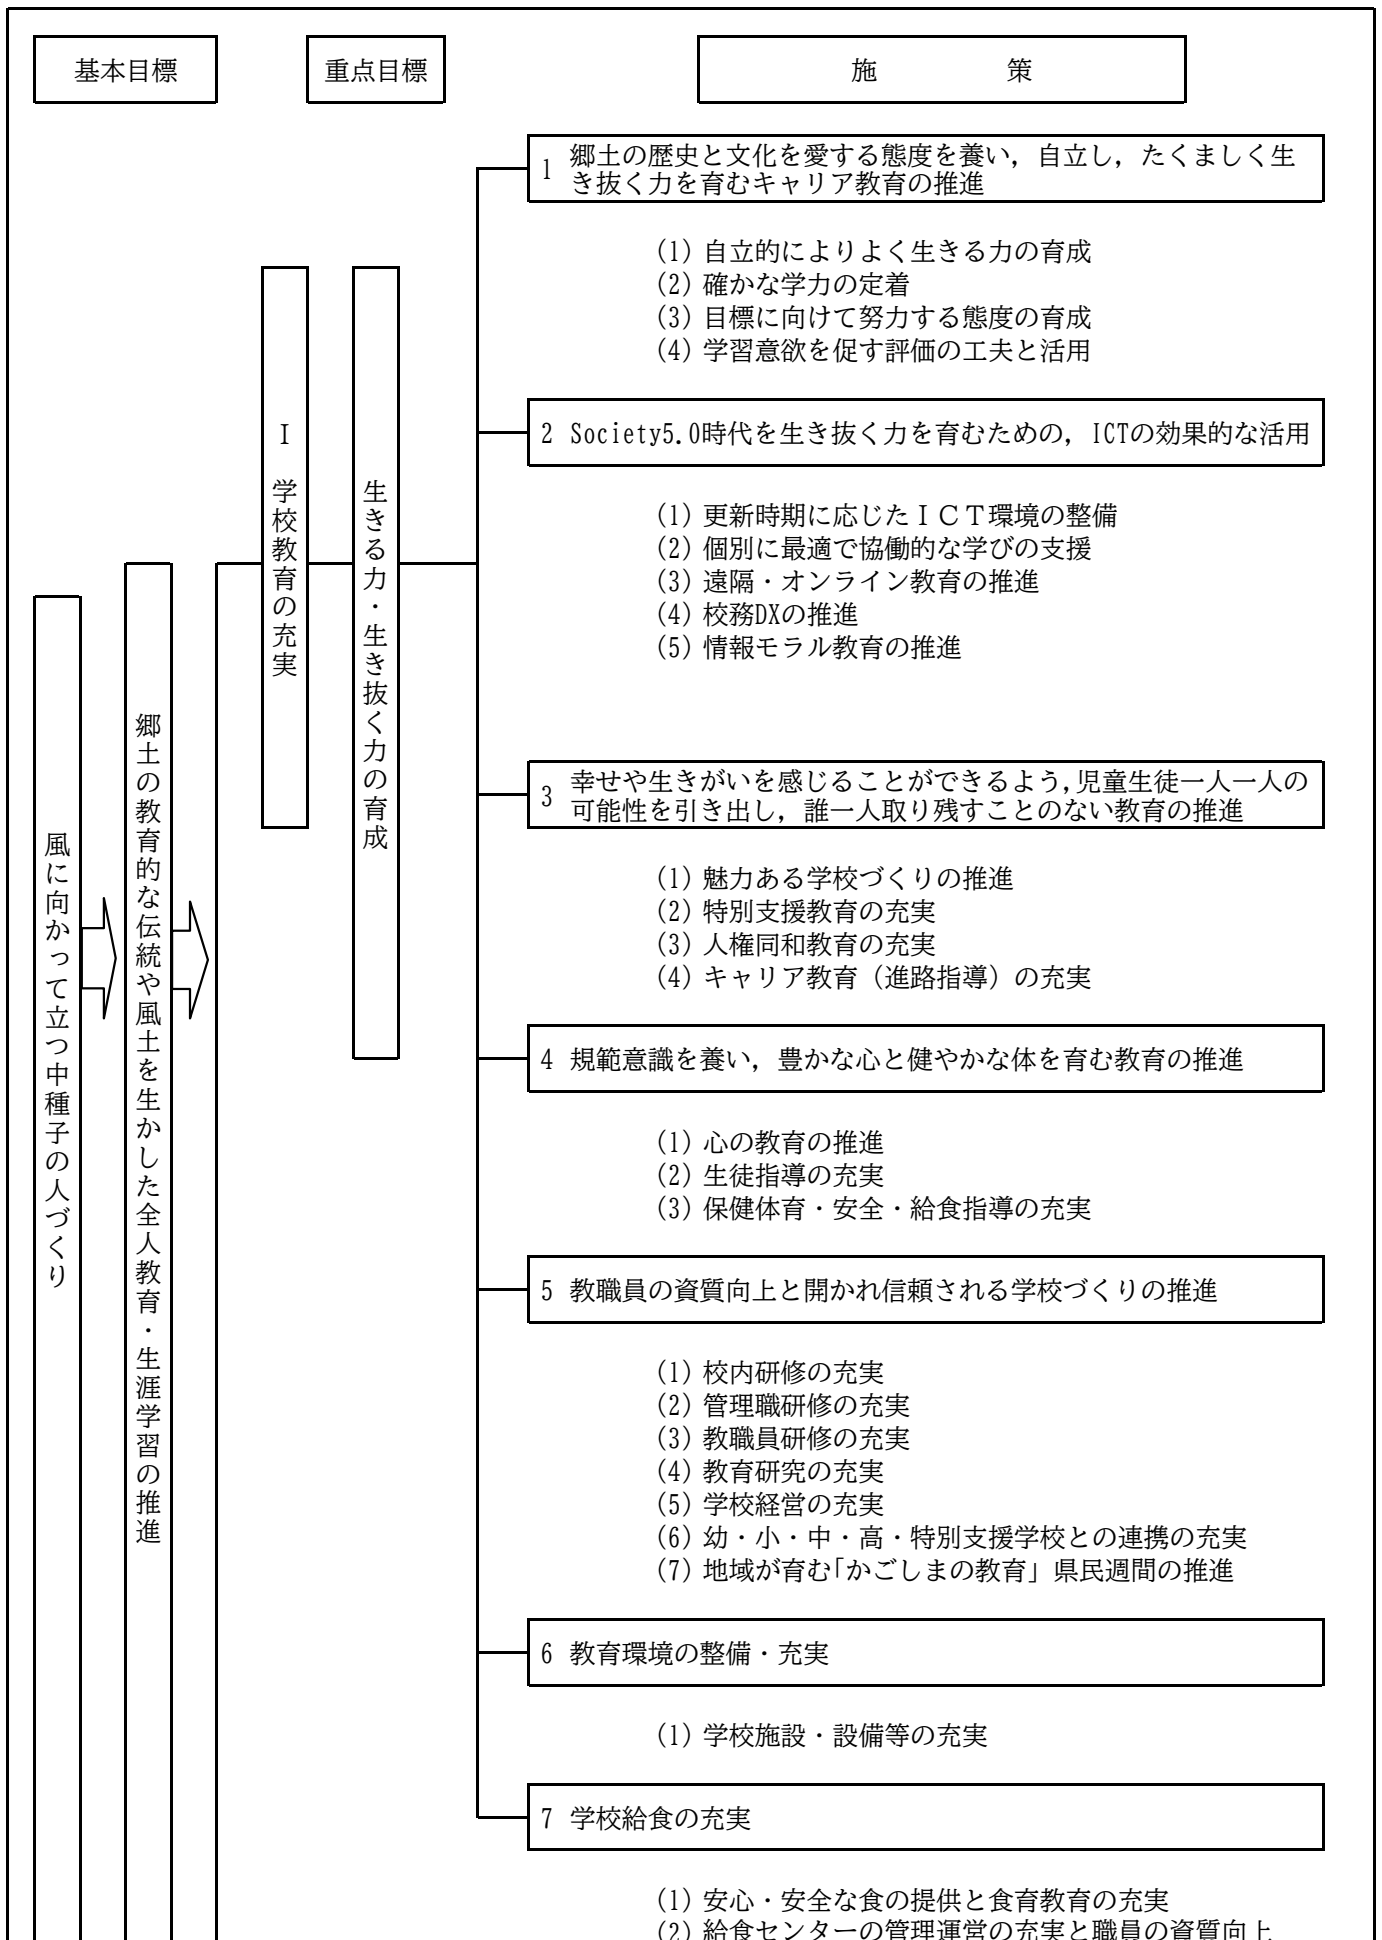 基本目標
重点目標
施　　　　　策
風に向かって立つ中種子の人づくり
郷土の教育的な伝統や風土を生かした全人教育・生涯学習の推進
Ⅰ　学校教育の充実
生きる力・生き抜く力の育成
1 郷土の歴史と文化を愛する態度を養い，自立し，たくましく生
き抜く力を育むキャリア教育の推進
(1) 自立的によりよく生きる力の育成
(2) 確かな学力の定着
(3) 目標に向けて努力する態度の育成
(4) 学習意欲を促す評価の工夫と活用
2 Society5.0時代を生き抜く力を育むための，ICTの効果的な活用
(1) 更新時期に応じたＩＣＴ環境の整備
(2) 個別に最適で協働的な学びの支援
(3) 遠隔・オンライン教育の推進
(4) 校務DXの推進
(5) 情報モラル教育の推進
3 幸せや生きがいを感じることができるよう,児童生徒一人一人の
可能性を引き出し，誰一人取り残すことのない教育の推進
(1) 魅力ある学校づくりの推進
(2) 特別支援教育の充実
(3) 人権同和教育の充実
(4) キャリア教育（進路指導）の充実
4 規範意識を養い，豊かな心と健やかな体を育む教育の推進
(1) 心の教育の推進
(2) 生徒指導の充実
(3) 保健体育・安全・給食指導の充実
5 教職員の資質向上と開かれ信頼される学校づくりの推進
(1) 校内研修の充実
(2) 管理職研修の充実
(3) 教職員研修の充実
(4) 教育研究の充実
(5) 学校経営の充実
(6) 幼・小・中・高・特別支援学校との連携の充実
(7) 地域が育む｢かごしまの教育」県民週間の推進
6 教育環境の整備・充実
(1) 学校施設・設備等の充実
7 学校給食の充実
(1) 安心・安全な食の提供と食育教育の充実
(2) 給食センターの管理運営の充実と職員の資質向上